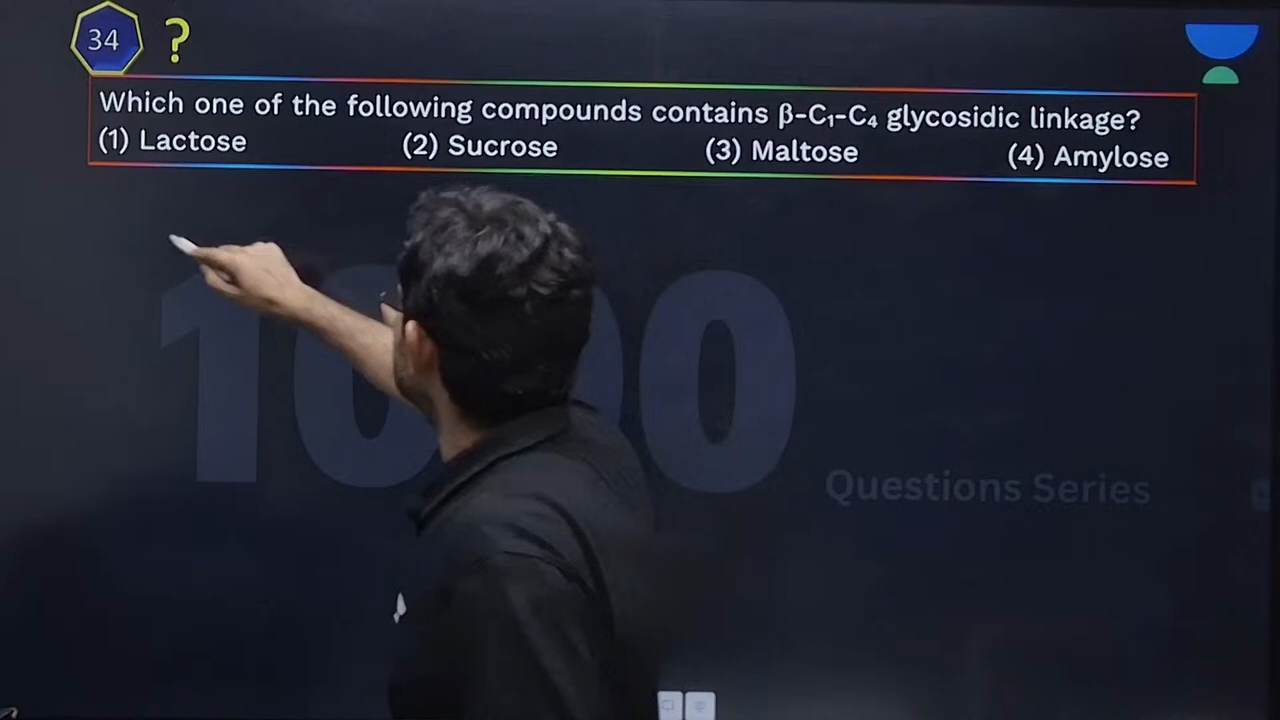 34 ?
Which one of the following compounds contains β-C₁-C₄ glycosidic linkage?
(1) Lactose (2) Sucrose (3) Maltose (4) Amylose
1000
Questions Series